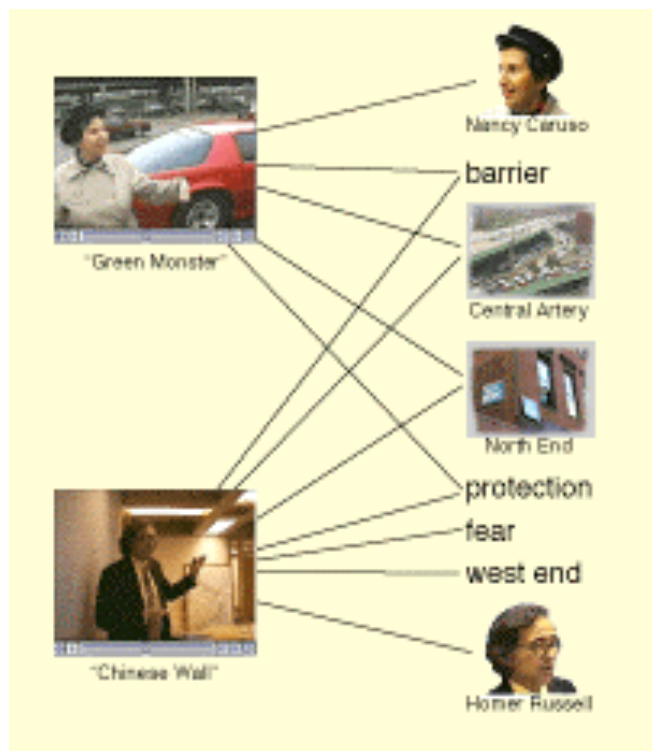 Nancy Caruso
barrier
"Green Monster"
Central Artery
North End
protection
fear
west end
"Chinese Wall"
Homer Russell